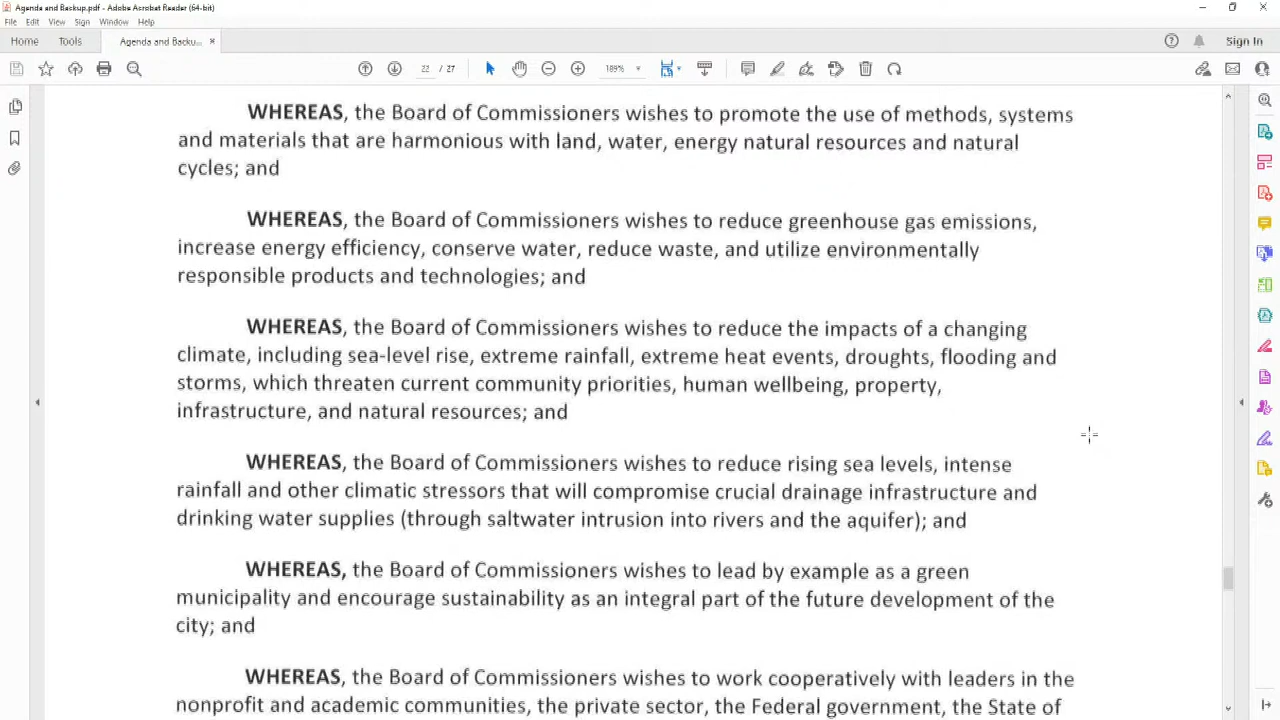 Agenda and Backup.pdf - Adobe Acrobat Reader (64-bit)
File Edit View Sign Window Help
Home Tools Agenda and Backu... × Sign In
22 / 27 189%
WHEREAS, the Board of Commissioners wishes to promote the use of methods, systems
and materials that are harmonious with land, water, energy natural resources and natural
cycles; and
WHEREAS, the Board of Commissioners wishes to reduce greenhouse gas emissions,
increase energy efficiency, conserve water, reduce waste, and utilize environmentally
responsible products and technologies; and
WHEREAS, the Board of Commissioners wishes to reduce the impacts of a changing
climate, including sea-level rise, extreme rainfall, extreme heat events, droughts, flooding and
storms, which threaten current community priorities, human wellbeing, property,
infrastructure, and natural resources; and
WHEREAS, the Board of Commissioners wishes to reduce rising sea levels, intense
rainfall and other climatic stressors that will compromise crucial drainage infrastructure and
drinking water supplies (through saltwater intrusion into rivers and the aquifer); and
WHEREAS, the Board of Commissioners wishes to lead by example as a green
municipality and encourage sustainability as an integral part of the future development of the
city; and
WHEREAS, the Board of Commissioners wishes to work cooperatively with leaders in the
nonprofit and academic communities, the private sector, the Federal government, the State of